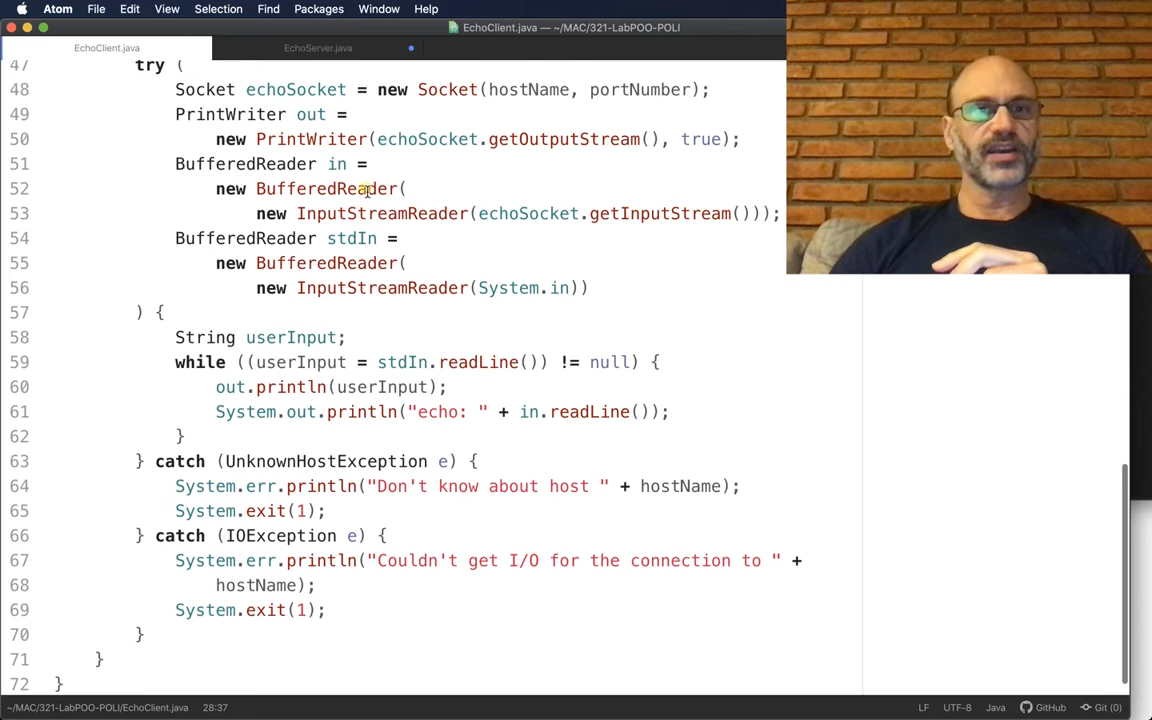 Atom File Edit View Selection Find Packages Window Help
EchoClient.java — ~/MAC/321-LabPOO-POLI
EchoClient.java EchoServer.java
47 try (
48 Socket echoSocket = new Socket(hostName, portNumber);
49 PrintWriter out =
50 new PrintWriter(echoSocket.getOutputStream(), true);
51 BufferedReader in =
52 new BufferedReader(
53 new InputStreamReader(echoSocket.getInputStream()));
54 BufferedReader stdIn =
55 new BufferedReader(
56 new InputStreamReader(System.in))
57 ) {
58 String userInput;
59 while ((userInput = stdIn.readLine()) != null) {
60 out.println(userInput);
61 System.out.println("echo: " + in.readLine());
62 }
63 } catch (UnknownHostException e) {
64 System.err.println("Don't know about host " + hostName);
65 System.exit(1);
66 } catch (IOException e) {
67 System.err.println("Couldn't get I/O for the connection to " +
68 hostName);
69 System.exit(1);
70 }
71 }
72 }
~/MAC/321-LabPOO-POLI/EchoClient.java 28:37 LF UTF-8 Java GitHub Git (0)